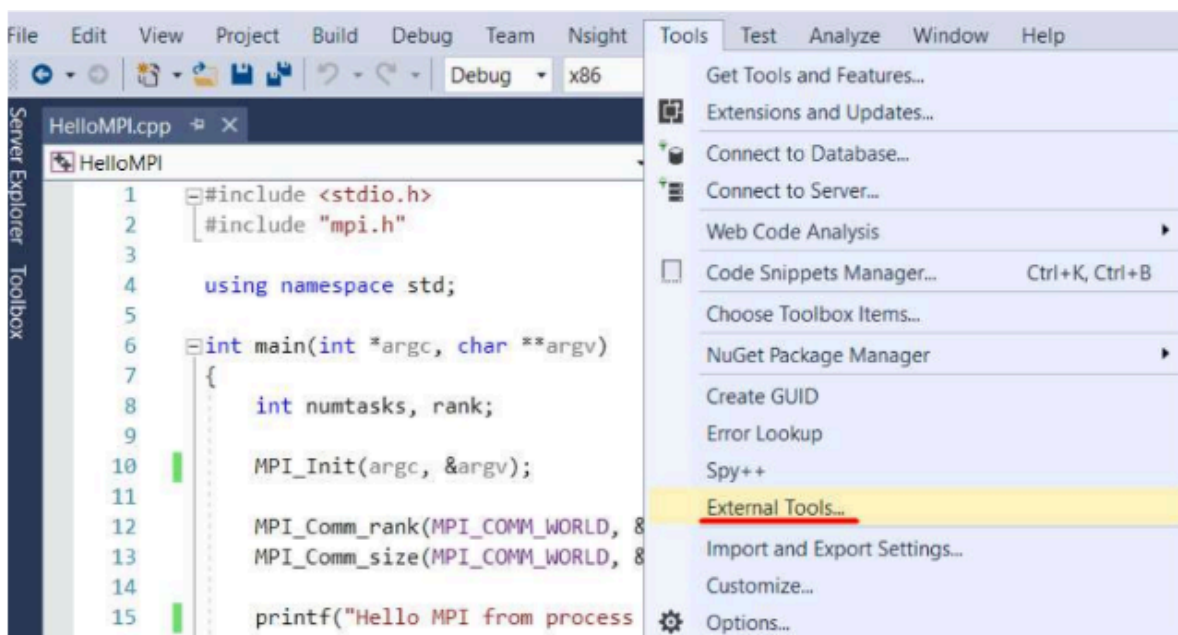 File Edit View Project Build Debug Team Nsight Tools Test Analyze Window Help
Debug x86
Server Explorer
Toolbox
HelloMPI.cpp
HelloMPI
1 #include <stdio.h>
2 #include "mpi.h"
3
4 using namespace std;
5
6 int main(int *argc, char **argv)
7 {
8 int numtasks, rank;
9
10 MPI_Init(argc, &argv);
11
12 MPI_Comm_rank(MPI_COMM_WORLD, &
13 MPI_Comm_size(MPI_COMM_WORLD, &
14
15 printf("Hello MPI from process
Get Tools and Features...
Extensions and Updates...
Connect to Database...
Connect to Server...
Web Code Analysis
Code Snippets Manager... Ctrl+K, Ctrl+B
Choose Toolbox Items...
NuGet Package Manager
Create GUID
Error Lookup
Spy++
External Tools...
Import and Export Settings...
Customize...
Options...